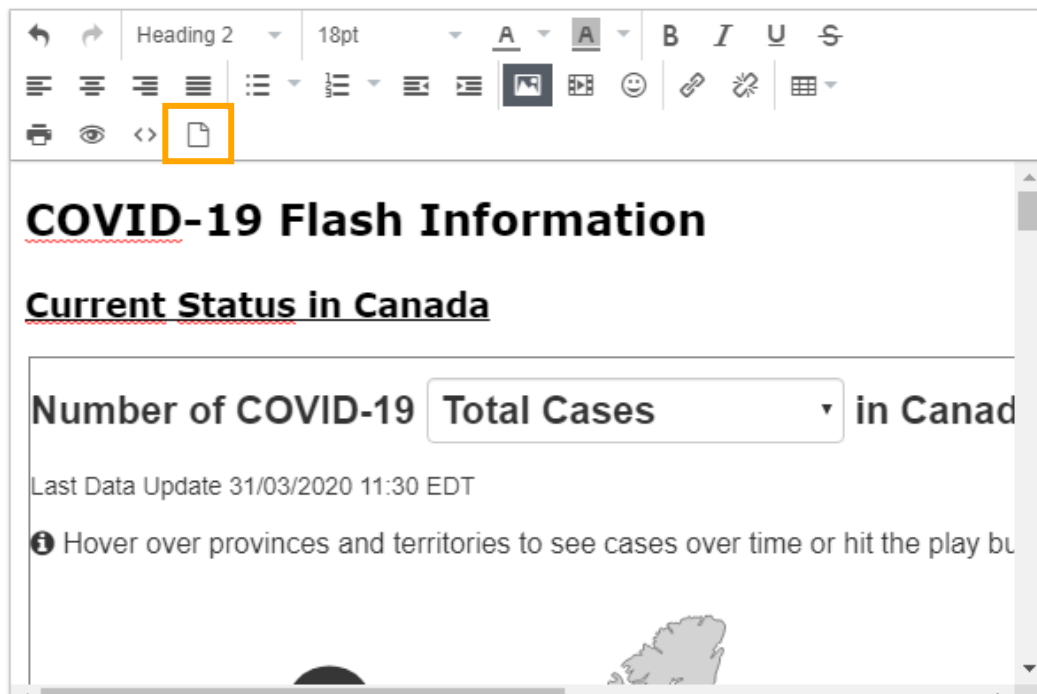 Heading 2 18pt A A B I U S
COVID-19 Flash Information
Current Status in Canada
Number of COVID-19 Total Cases in Canad
Last Data Update 31/03/2020 11:30 EDT
Hover over provinces and territories to see cases over time or hit the play bu